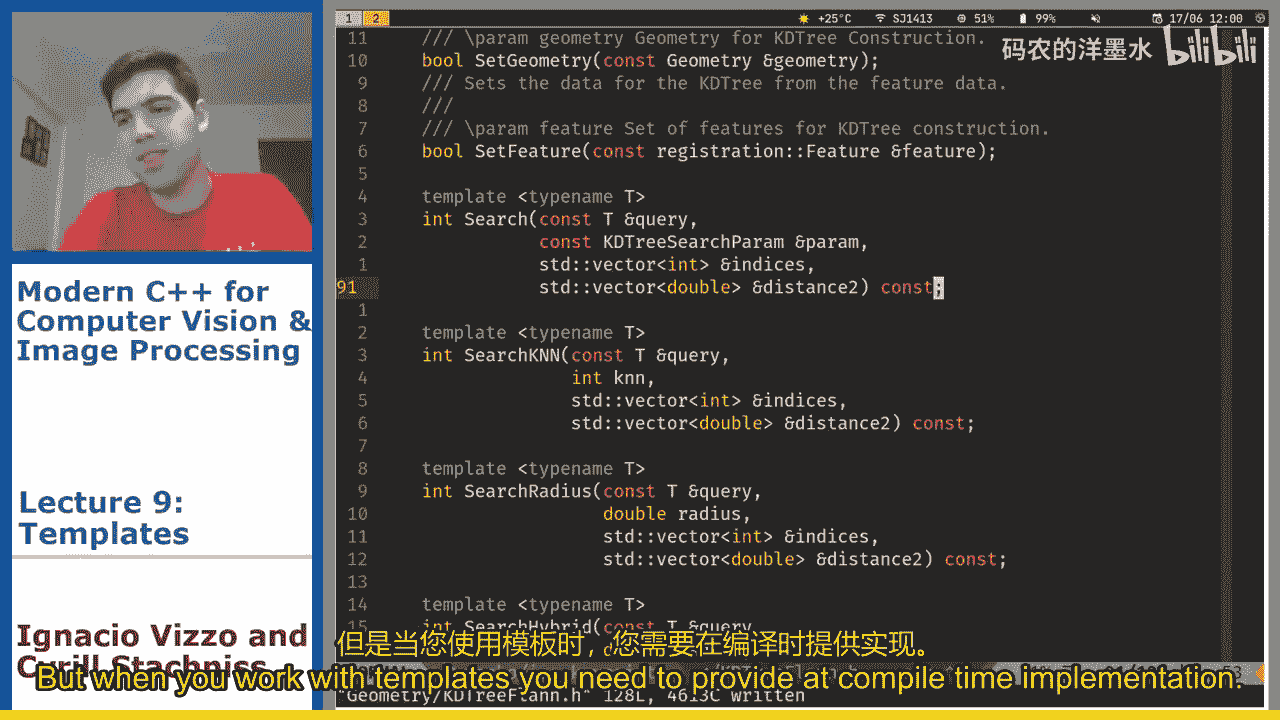 1 2 +25°C SJ1413 51% 99% 17/06 12:00
码农的洋墨水 bilibili
11 /// \param geometry Geometry for KDTree Construction.
10 bool SetGeometry(const Geometry &geometry);
9 /// Sets the data for the KDTree from the feature data.
8 ///
7 /// \param feature Set of features for KDTree construction.
6 bool SetFeature(const registration::Feature &feature);
5
4 template <typename T>
3 int Search(const T &query,
2 const KDTreeSearchParam &param,
1 std::vector<int> &indices,
91 std::vector<double> &distance2) const;
1
2 template <typename T>
3 int SearchKNN(const T &query,
4 int knn,
5 std::vector<int> &indices,
6 std::vector<double> &distance2) const;
7
8 template <typename T>
9 int SearchRadius(const T &query,
10 double radius,
11 std::vector<int> &indices,
12 std::vector<double> &distance2) const;
13
14 template <typename T>
15 int SearchHybrid(const T &query,
"Geometry/KDTreeFlann.h" 128L, 4613C written
Modern C++ for
Computer Vision &
Image Processing
Lecture 9:
Templates
Ignacio Vizzo and
Cyrill Stachniss
但是当您使用模板时，您需要在编译时提供实现。
But when you work with templates you need to provide at compile time implementation.